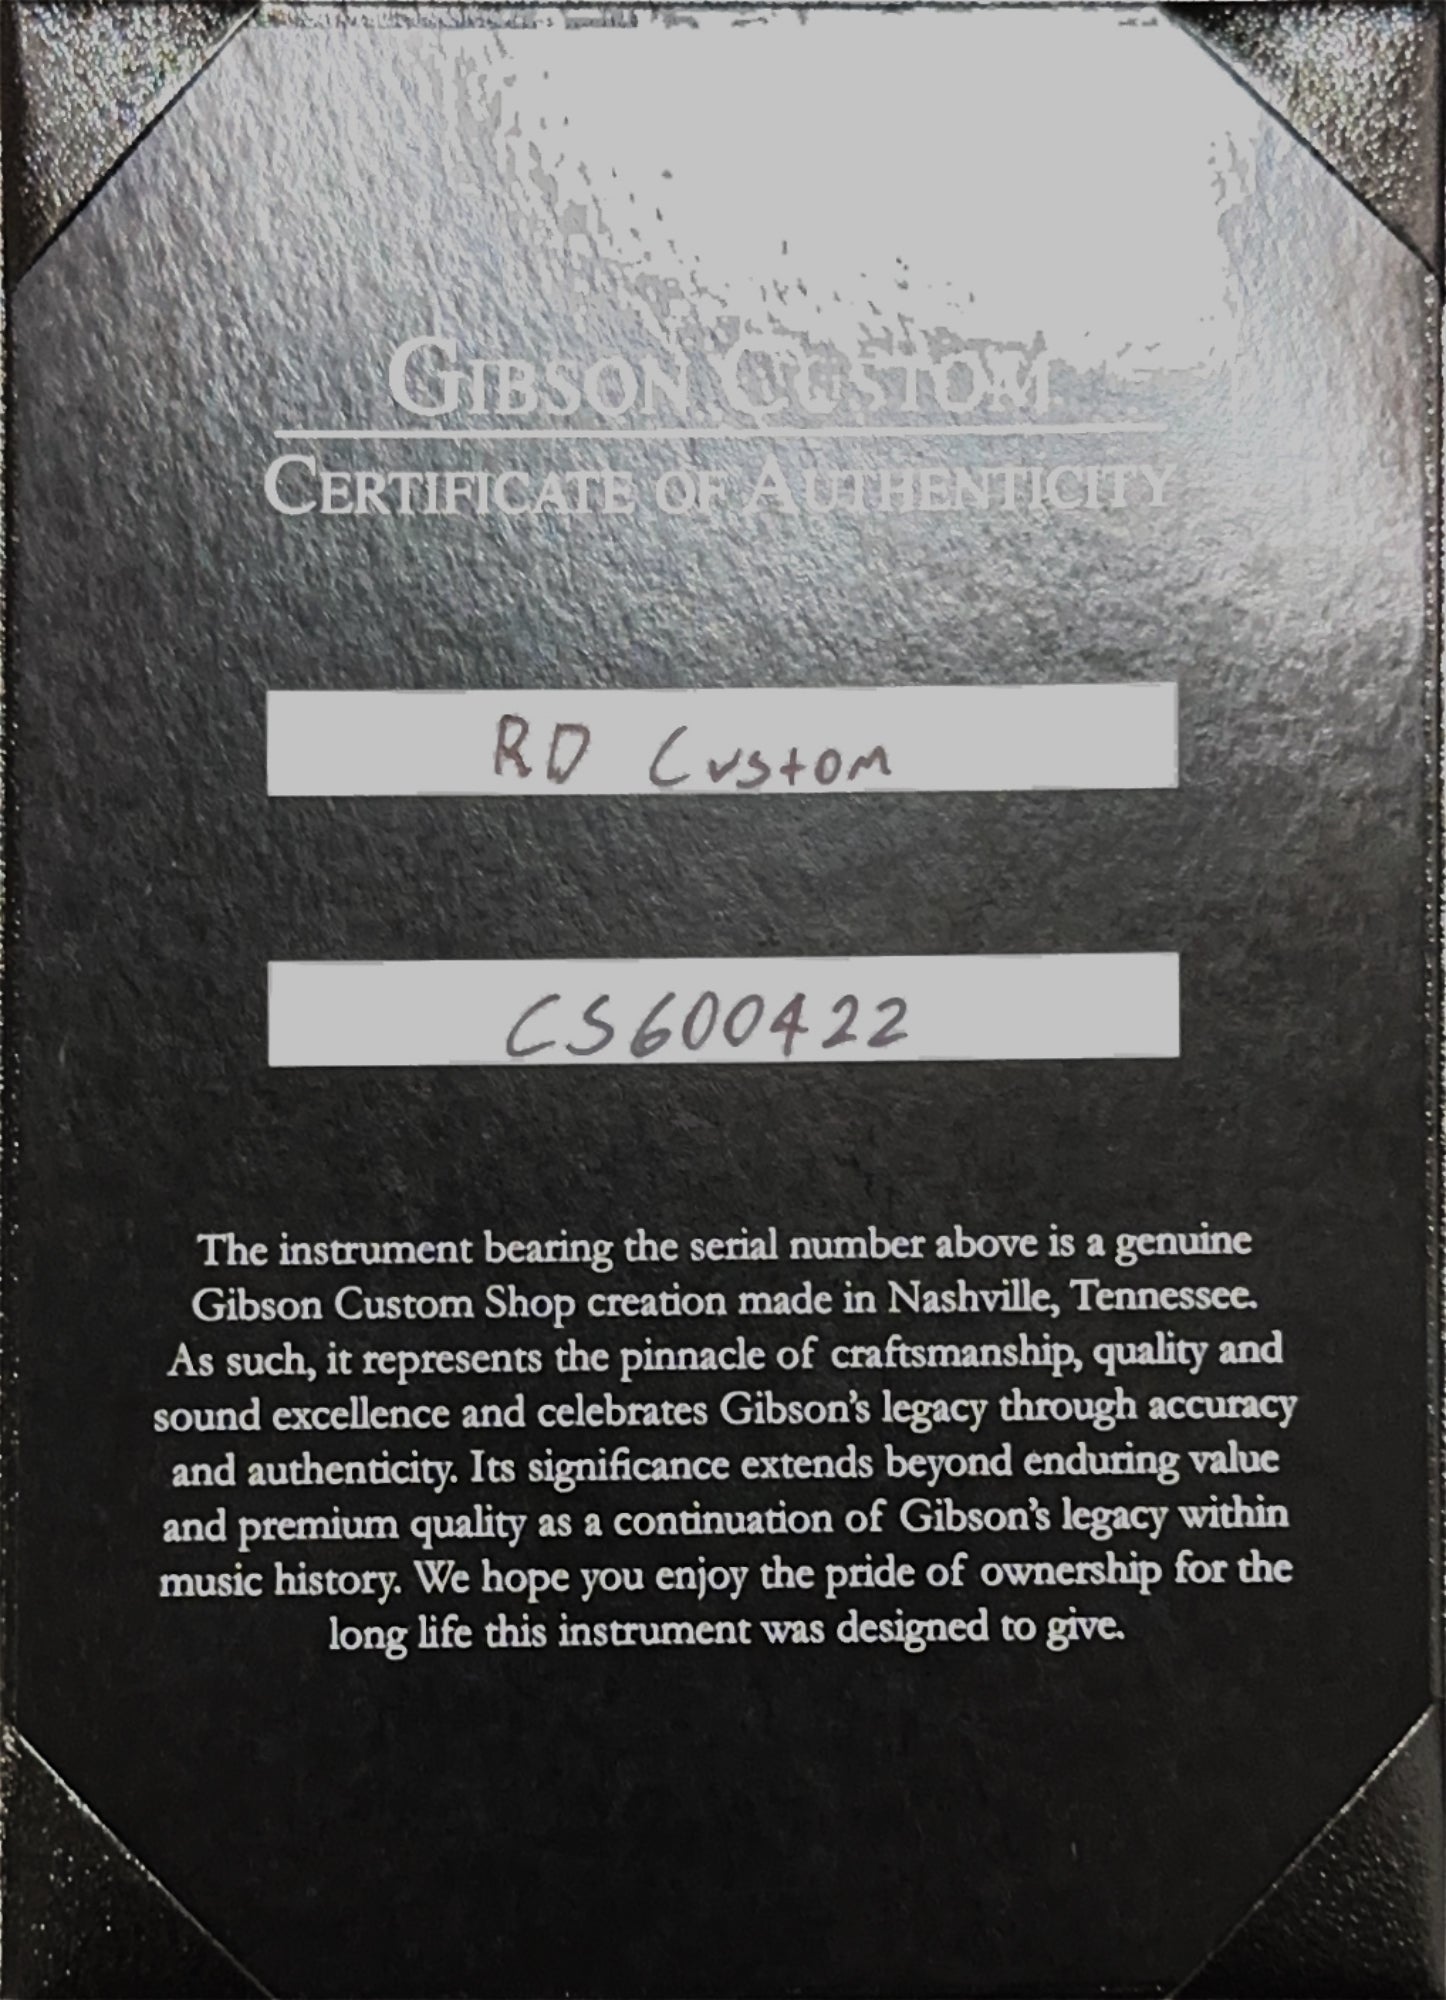 GIBSON CUSTOM
CERTIFICATE OF AUTHENTICITY
RD Custom
CS600422
The instrument bearing the serial number above is a genuine
Gibson Custom Shop creation made in Nashville, Tennessee.
As such, it represents the pinnacle of craftsmanship, quality and
sound excellence and celebrates Gibson's legacy through accuracy
and authenticity. Its significance extends beyond enduring value
and premium quality as a continuation of Gibson's legacy within
music history. We hope you enjoy the pride of ownership for the
long life this instrument was designed to give.